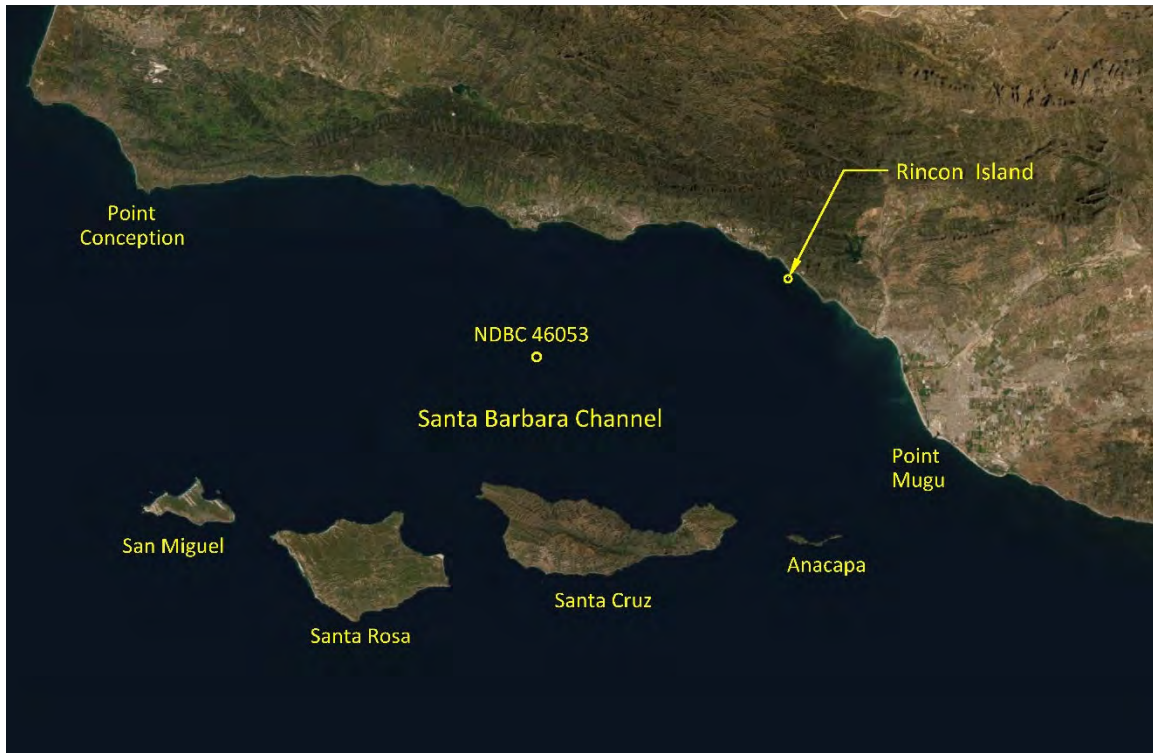 Rincon Island
Point
Conception
NDBC 46053
Santa Barbara Channel
Point
Mugu
San Miguel
Anacapa
Santa Cruz
Santa Rosa